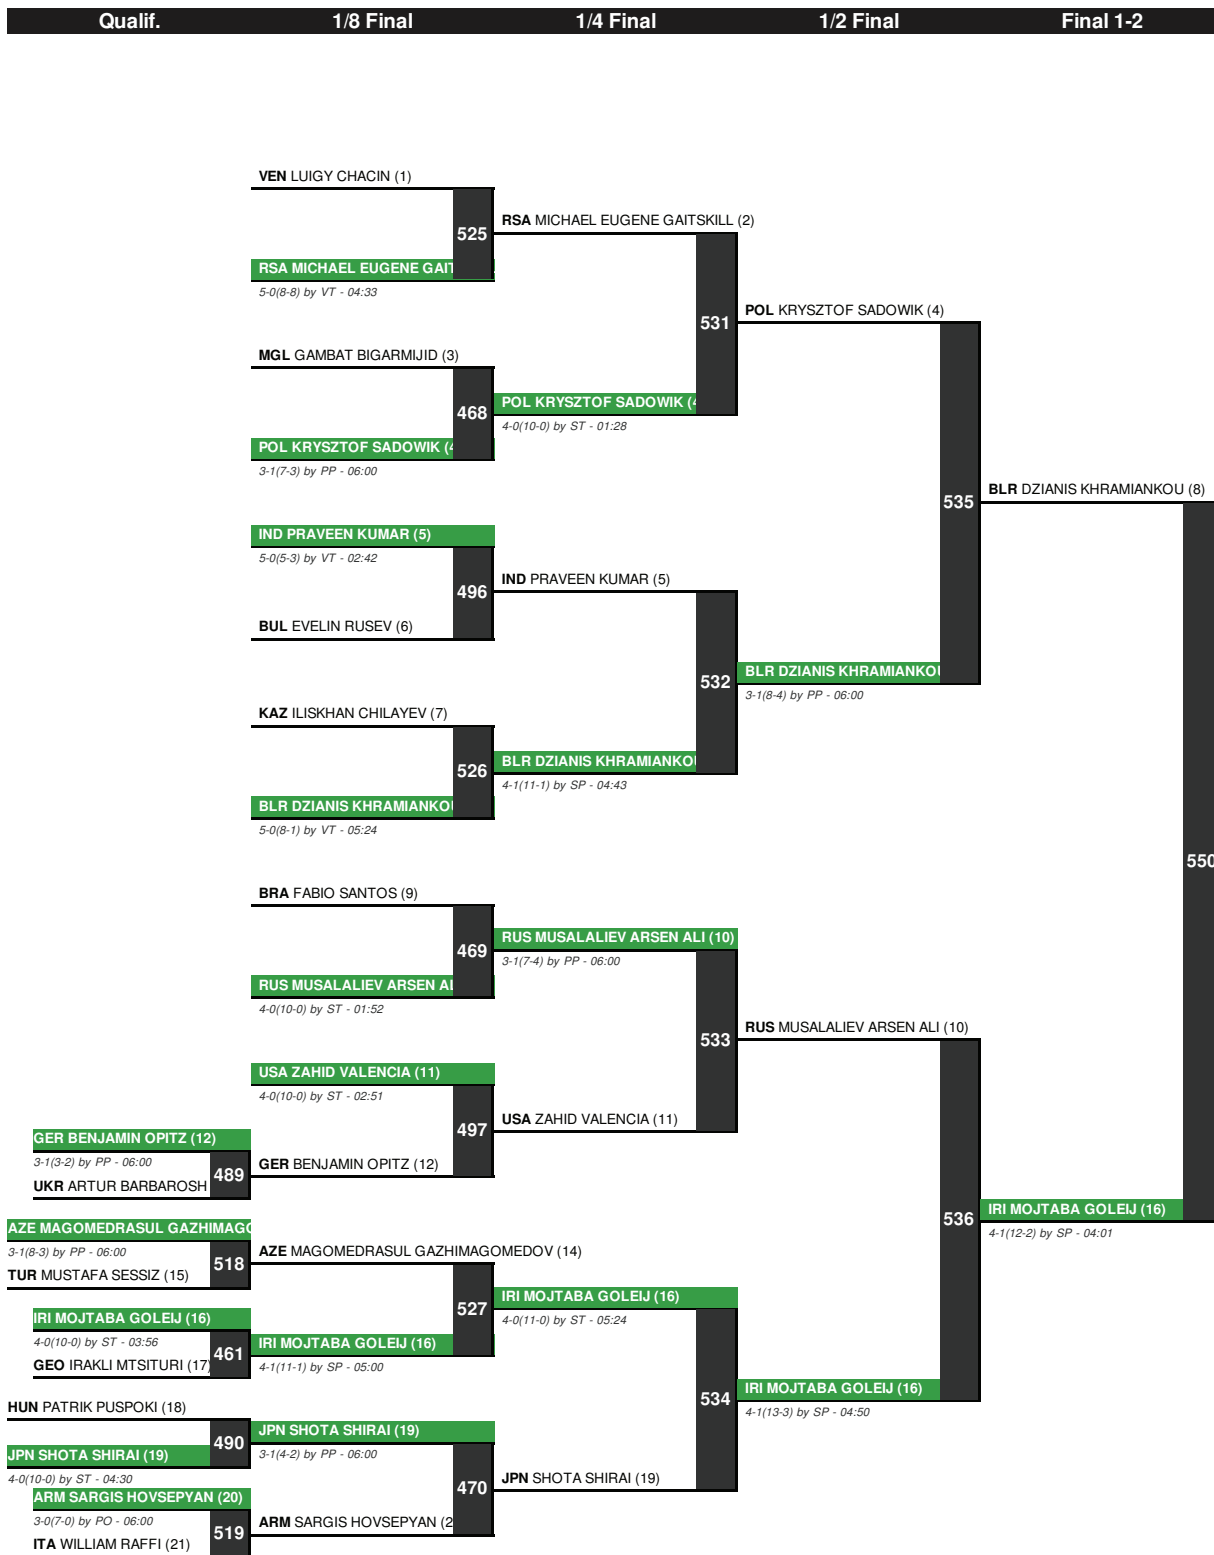 Qualif. 1/8 Final 1/4 Final 1/2 Final Final 1-2
VEN LUIGY CHACIN (1)
RSA MICHAEL EUGENE GAITSKILL (2)
525
RSA MICHAEL EUGENE GAIT
5-0(8-8) by VT - 04:33
POL KRYSZTOF SADOWIK (4)
531
MGL GAMBAT BIGARMIJID (3)
POL KRYSZTOF SADOWIK (4
468
4-0(10-0) by ST - 01:28
POL KRYSZTOF SADOWIK (4
3-1(7-3) by PP - 06:00
BLR DZIANIS KHRAMIANKOU (8)
535
IND PRAVEEN KUMAR (5)
5-0(5-3) by VT - 02:42
IND PRAVEEN KUMAR (5)
496
BUL EVELIN RUSEV (6)
BLR DZIANIS KHRAMIANKOU
532
3-1(8-4) by PP - 06:00
KAZ ILISKHAN CHILAYEV (7)
BLR DZIANIS KHRAMIANKOU
526
4-1(11-1) by SP - 04:43
BLR DZIANIS KHRAMIANKOU
5-0(8-1) by VT - 05:24
550
BRA FABIO SANTOS (9)
RUS MUSALALIEV ARSEN ALI (10)
469
3-1(7-4) by PP - 06:00
RUS MUSALALIEV ARSEN AL
4-0(10-0) by ST - 01:52
RUS MUSALALIEV ARSEN ALI (10)
533
USA ZAHID VALENCIA (11)
4-0(10-0) by ST - 02:51
USA ZAHID VALENCIA (11)
497
GER BENJAMIN OPITZ (12)
3-1(3-2) by PP - 06:00
GER BENJAMIN OPITZ (12)
489
UKR ARTUR BARBAROSH
IRI MOJTABA GOLEIJ (16)
536
AZE MAGOMEDRASUL GAZHIMAGO
4-1(12-2) by SP - 04:01
3-1(8-3) by PP - 06:00
AZE MAGOMEDRASUL GAZHIMAGOMEDOV (14)
518
TUR MUSTAFA SESSIZ (15)
IRI MOJTABA GOLEIJ (16)
527
IRI MOJTABA GOLEIJ (16)
4-0(11-0) by ST - 05:24
4-0(10-0) by ST - 03:56
IRI MOJTABA GOLEIJ (16)
461
GEO IRAKLI MTSITURI (17)
4-1(11-1) by SP - 05:00
IRI MOJTABA GOLEIJ (16)
534
HUN PATRIK PUSPOKI (18)
4-1(13-3) by SP - 04:50
JPN SHOTA SHIRAI (19)
490
JPN SHOTA SHIRAI (19)
3-1(4-2) by PP - 06:00
4-0(10-0) by ST - 04:30
JPN SHOTA SHIRAI (19)
470
ARM SARGIS HOVSEPYAN (20)
3-0(7-0) by PO - 06:00
ARM SARGIS HOVSEPYAN (2
519
ITA WILLIAM RAFFI (21)